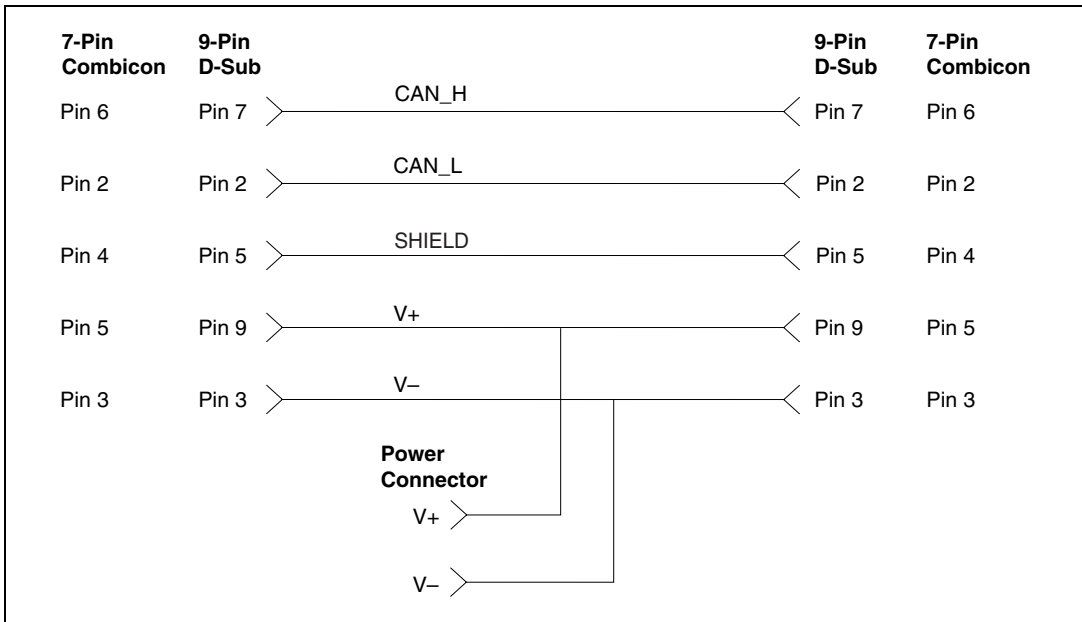 7-Pin Combicon 9-Pin D-Sub 9-Pin D-Sub 7-Pin Combicon
Pin 6 Pin 7 CAN_H Pin 7 Pin 6
Pin 2 Pin 2 CAN_L Pin 2 Pin 2
Pin 4 Pin 5 SHIELD Pin 5 Pin 4
Pin 5 Pin 9 V+ Pin 9 Pin 5
Pin 3 Pin 3 V– Pin 3 Pin 3
Power
Connector
V+
V–